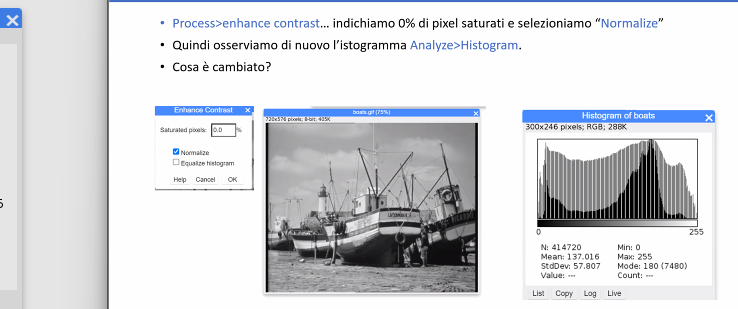 Process>enhance contrast… indichiamo 0% di pixel saturati e selezioniamo “Normalize”
Quindi osserviamo di nuovo l’istogramma Analyze>Histogram.
Cosa è cambiato?
Enhance Contrast
Saturated pixels: 0.0 %
Normalize
Equalize histogram
Help Cancel OK
boats.gif (75%)
720x576 pixels; 8-bit; 405K
Histogram of boats
300x246 pixels; RGB; 288K
0 255
N: 414720 Min: 0
Mean: 137.016 Max: 255
StdDev: 57.807 Mode: 180 (7480)
Value: --- Count: ---
List Copy Log Live